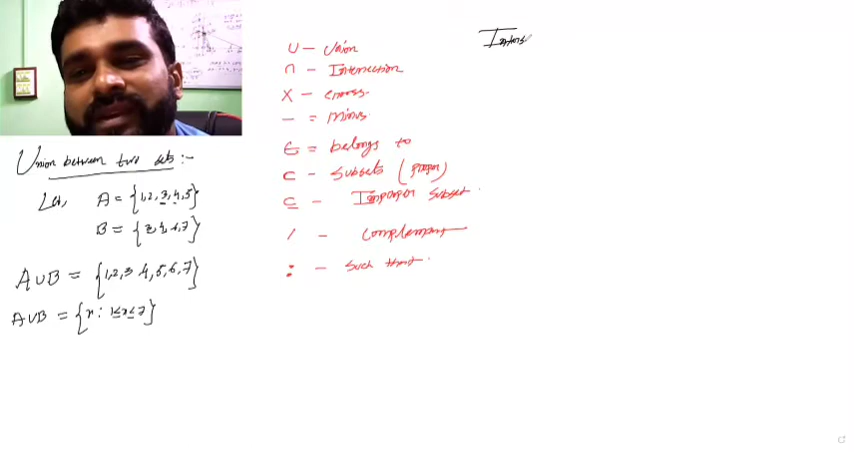 Union between two sets :-
Let, A = {1,2,3,4,5}
B = {3,4,6,7}
A∪B = {1,2,3 4,5,6,7}
A∪B = {x : 1≤x≤7}
∪ – Union
∩ – Intersection
X – cross
– = minus
∈ = belongs to
⊂ – Subsets (proper)
⊆ – Improper subset
/ – Complement
: – such that